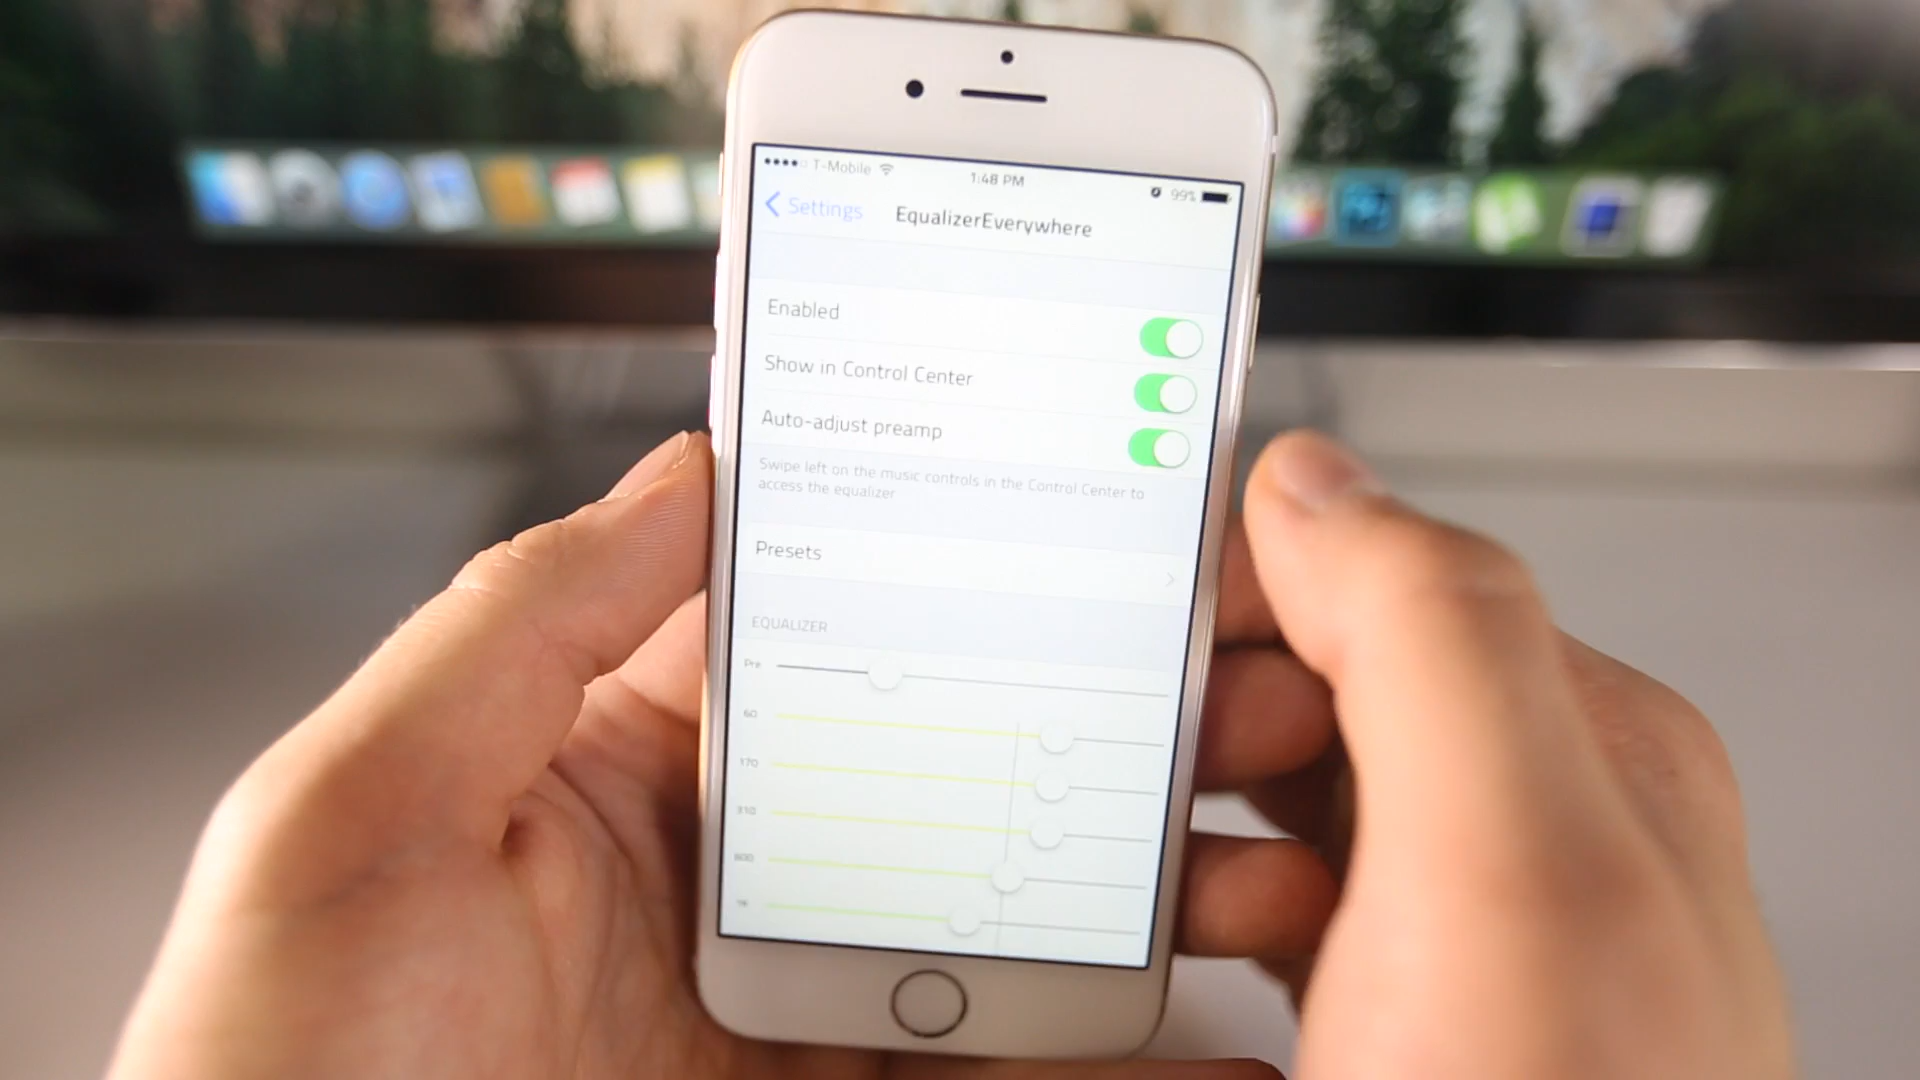 T-Mobile
1:48 PM
99%
Settings
EqualizerEverywhere
Enabled
Show in Control Center
Auto-adjust preamp
Swipe left on the music controls in the Control Center to
access the equalizer
Presets
EQUALIZER
Pre
60
170
310
600